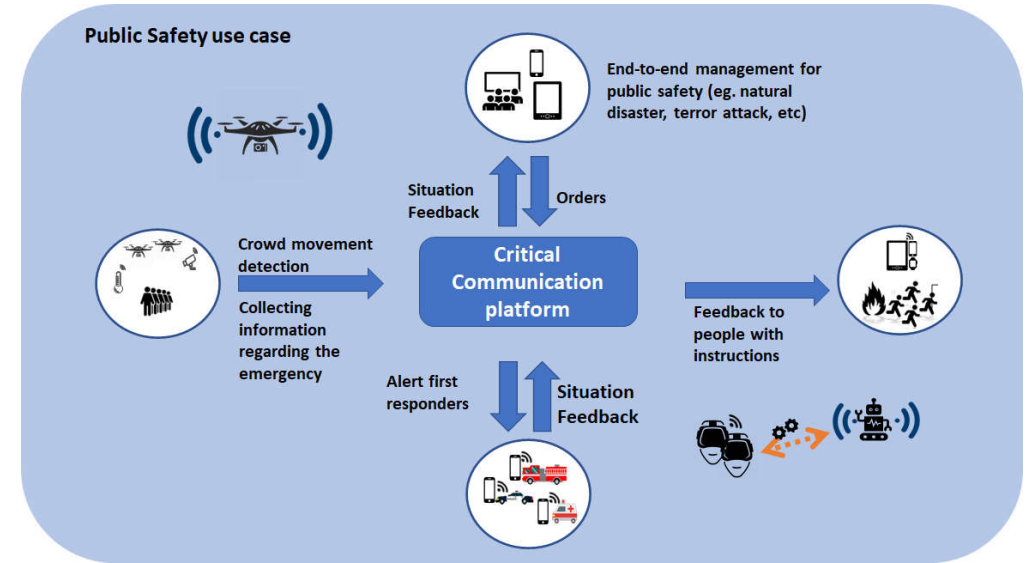 Public Safety use case
End-to-end management for
public safety (eg. natural
disaster, terror attack, etc)
Situation
Feedback
Orders
Crowd movement
detection
Collecting
information
regarding the
emergency
Critical
Communication
platform
Feedback to
people with
instructions
Alert first
responders
Situation
Feedback